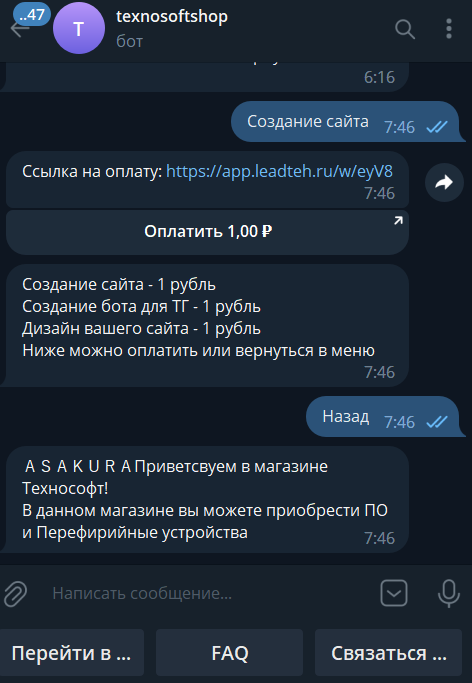 ..47
texnosoftshop
бот
T
6:16
Создание сайта 7:46
Ссылка на оплату: https://app.leadteh.ru/w/eyV8
7:46
Оплатить 1,00 ₽
Создание сайта - 1 рубль
Создание бота для ТГ - 1 рубль
Дизайн вашего сайта - 1 рубль
Ниже можно оплатить или вернуться в меню
7:46
Назад 7:46
A S A K U R A Приветсвуем в магазине
Технософт!
В данном магазине вы можете приобрести ПО
и Перефирийные устройства
7:46
Написать сообщение...
Перейти в ...
FAQ
Связаться ...